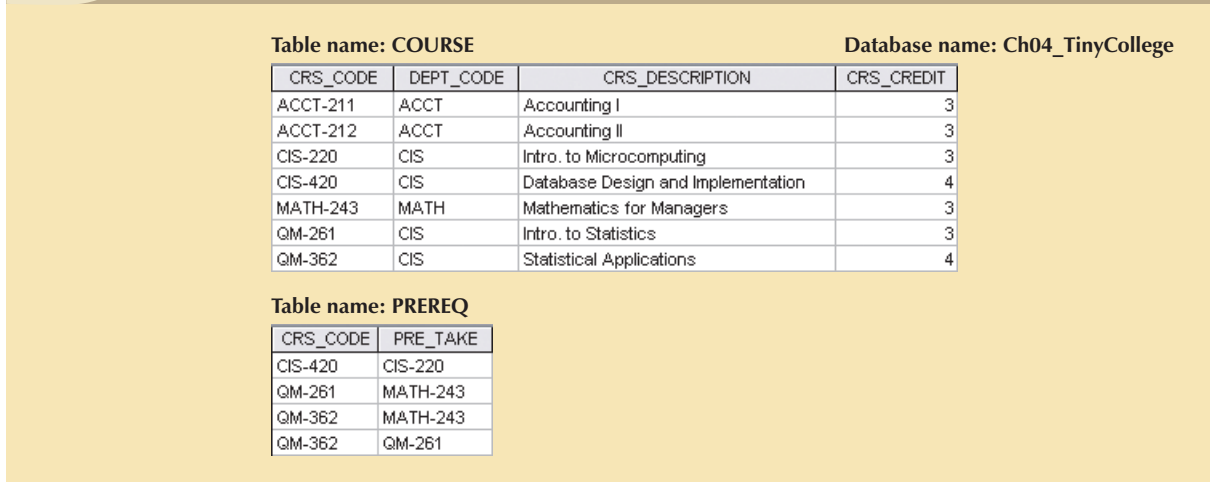 Table name: COURSE Database name: Ch04_TinyCollege
CRS_CODE DEPT_CODE CRS_DESCRIPTION CRS_CREDIT
ACCT-211 ACCT Accounting I 3
ACCT-212 ACCT Accounting II 3
CIS-220 CIS Intro. to Microcomputing 3
CIS-420 CIS Database Design and Implementation 4
MATH-243 MATH Mathematics for Managers 3
QM-261 CIS Intro. to Statistics 3
QM-362 CIS Statistical Applications 4
Table name: PREREQ
CRS_CODE PRE_TAKE
CIS-420 CIS-220
QM-261 MATH-243
QM-362 MATH-243
QM-362 QM-261